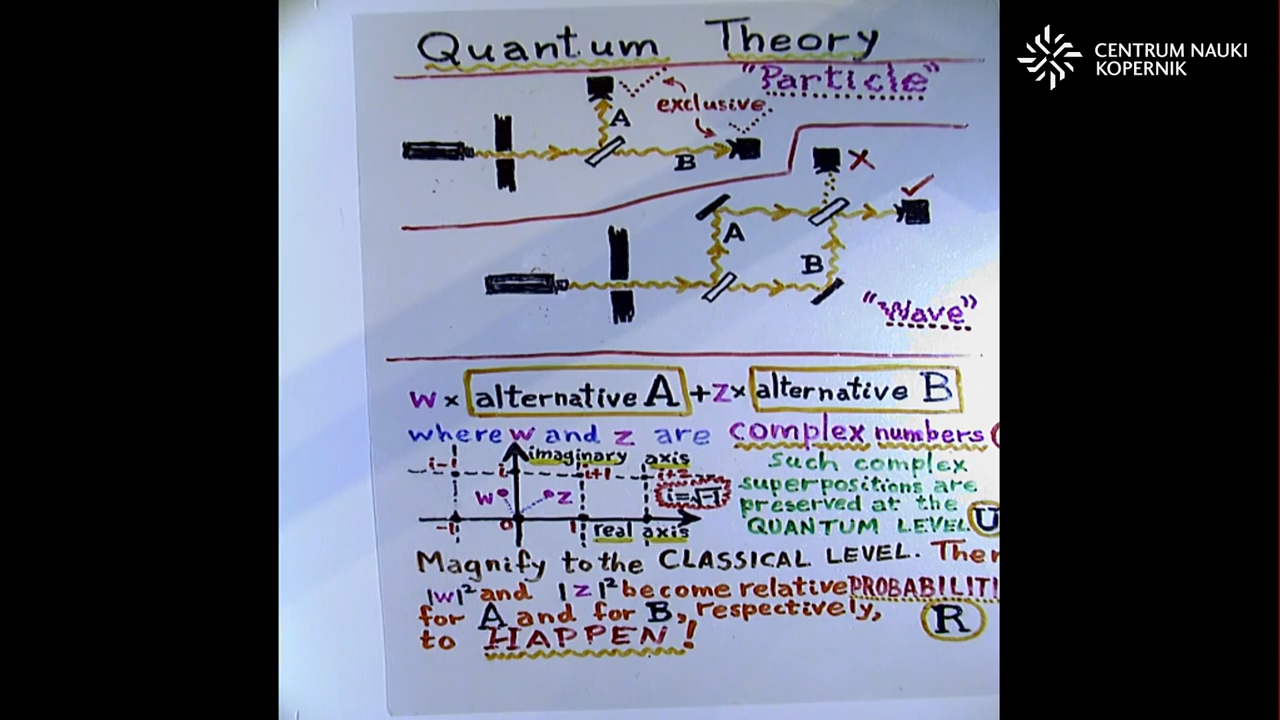 CENTRUM NAUKI
KOPERNIK
Quantum Theory
"Particle"
exclusive
A
B
A
B
"Wave"
w × alternative A + z × alternative B
where w and z are complex numbers (
imaginary axis
i-1 i i+1 i+2
w z
i=√-1
-1 0 1 real axis
Such complex
superpositions are
preserved at the
QUANTUM LEVEL U
Magnify to the CLASSICAL LEVEL. Then
|w|² and |z|² become relative PROBABILITI
for A and for B, respectively,
to HAPPEN!
R